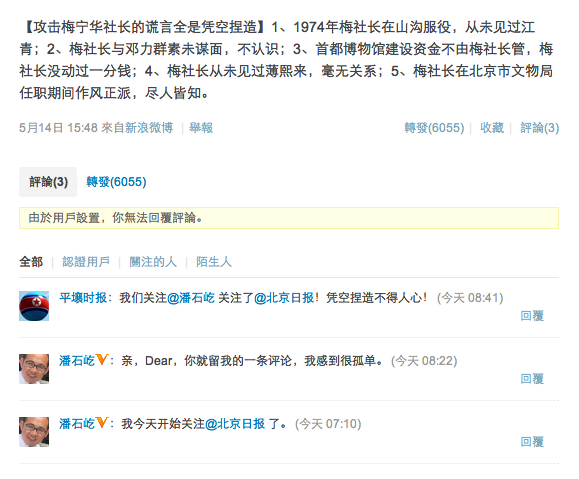 【攻击梅宁华社长的谎言全是凭空捏造】1、1974年梅社长在山沟服役，从未见过江
青；2、梅社长与邓力群素未谋面，不认识；3、首都博物馆建设资金不由梅社长管，梅
社长没动过一分钱；4、梅社长从未见过薄熙来，毫无关系；5、梅社长在北京市文物局
任职期间作风正派，尽人皆知。
5月14日 15:48 來自新浪微博 | 舉報 轉發(6055) | 收藏 | 評論(3)
評論(3) 轉發(6055)
由於用戶設置，你無法回覆評論。
全部 | 認證用戶 | 關注的人 | 陌生人
平壤时报：我们关注@潘石屹 关注了@北京日报！凭空捏造不得人心！ (今天 08:41)
回覆
潘石屹V：亲，Dear，你就留我的一条评论，我感到很孤单。 (今天 08:22)
回覆
潘石屹V：我今天开始关注@北京日报 了。 (今天 07:10)
回覆